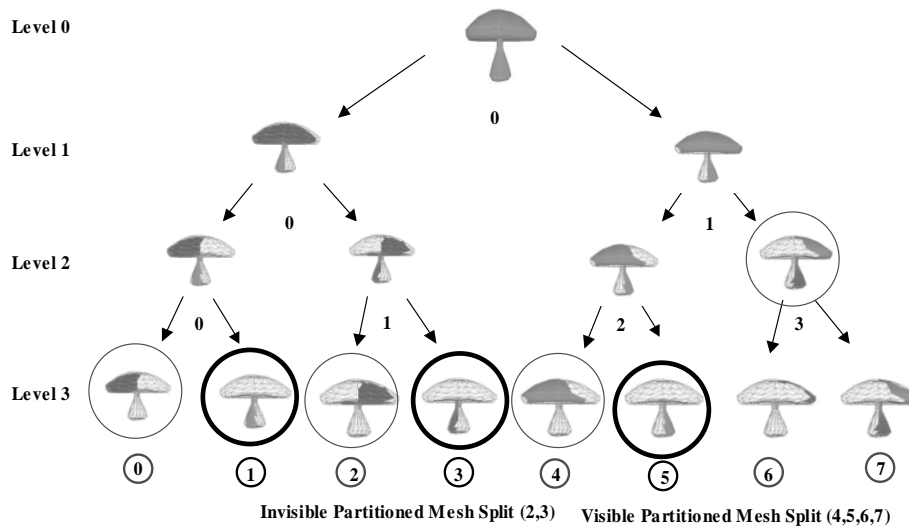 Level 0
0
Level 1
0
1
Level 2
0
1
2
3
Level 3
0
1
2
3
4
5
6
7
Invisible Partitioned Mesh Split (2,3)
Visible Partitioned Mesh Split (4,5,6,7)